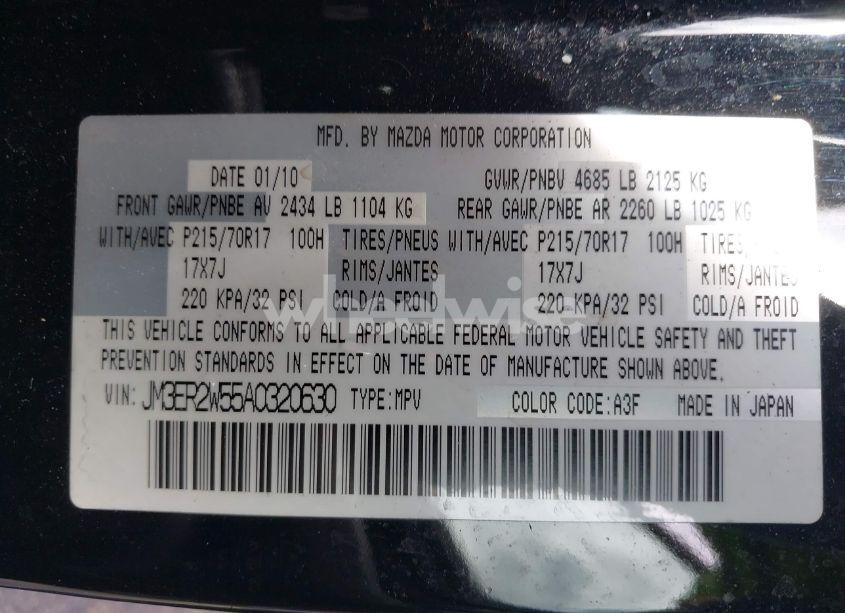 MFD. BY MAZDA MOTOR CORPORATION
DATE 01/10 GVWR/PNBV 4685 LB 2125 KG
FRONT GAWR/PNBE AV 2434 LB 1104 KG REAR GAWR/PNBE AR 2260 LB 1025 KG
WITH/AVEC P215/70R17 100H TIRES/PNEUS WITH/AVEC P215/70R17 100H TIRES/
17X7J RIMS/JANTES 17X7J RIMS/JANTES
220 KPA/32 PSI COLD/A FROID 220 KPA/32 PSI COLD/A FROID
wheelwise
THIS VEHICLE CONFORMS TO ALL APPLICABLE FEDERAL MOTOR VEHICLE SAFETY AND THEFT
PREVENTION STANDARDS IN EFFECT ON THE DATE OF MANUFACTURE SHOWN ABOVE.
VIN: JM3ER2W55A0320630 TYPE:MPV COLOR CODE:A3F MADE IN JAPAN